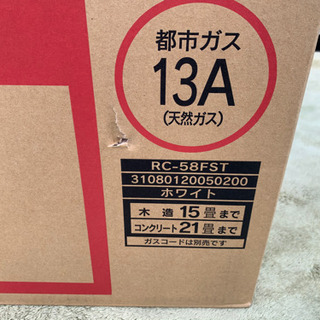 都市ガス
13A
(天然ガス)
RC-58FST
31080120050200
ホワイト
木造 15畳まで
コンクリート 21畳まで
ガスコードは別売です